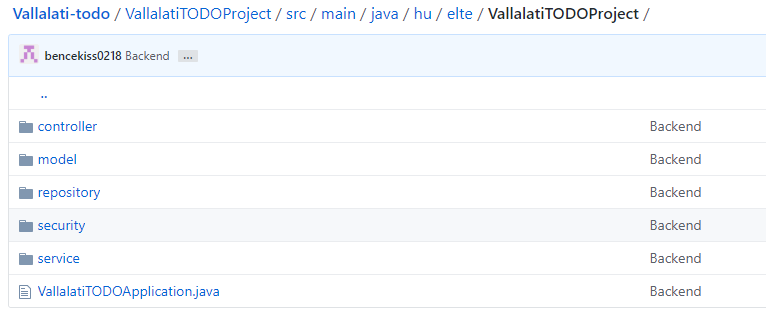 Vallalati-todo / VallalatiTODOProject / src / main / java / hu / elte / VallalatiTODOProject /
bencekiss0218 Backend ...
..
controller Backend
model Backend
repository Backend
security Backend
service Backend
VallalatiTODOApplication.java Backend